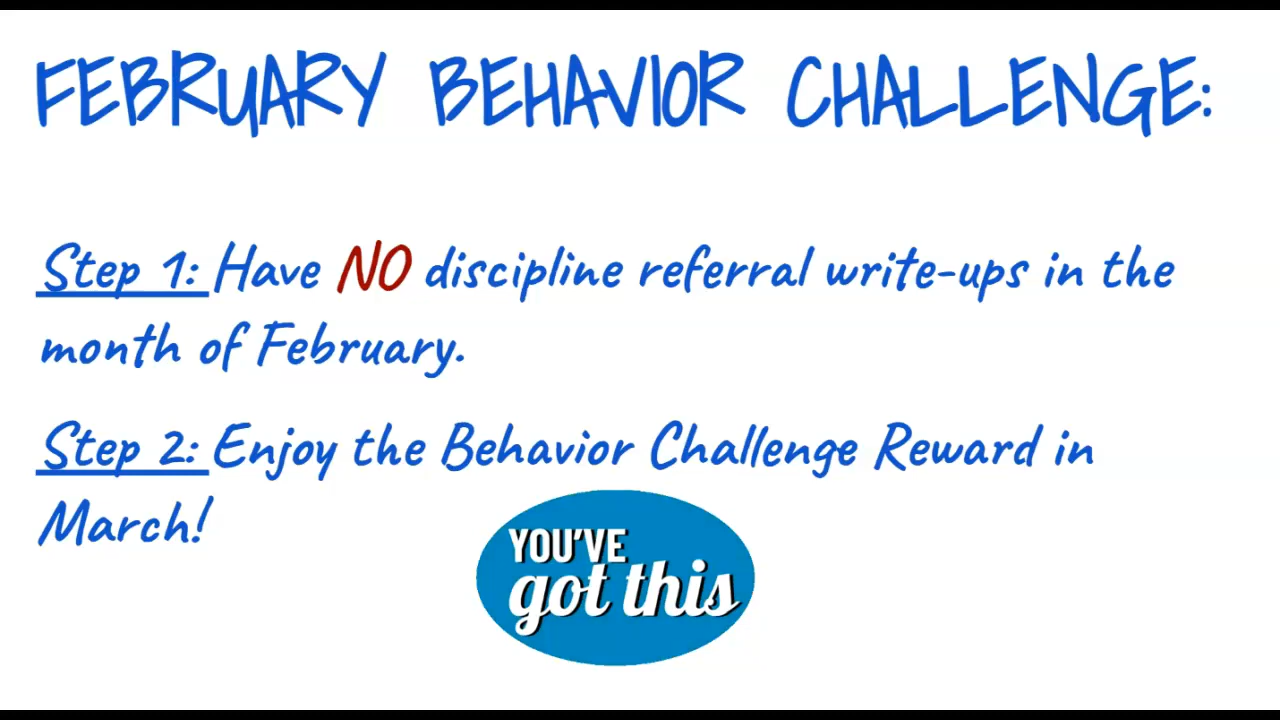 FEBRUARY BEHAVIOR CHALLENGE:
Step 1: Have NO discipline referral write-ups in the
month of February.
Step 2: Enjoy the Behavior Challenge Reward in
March!
YOU'VE
got this